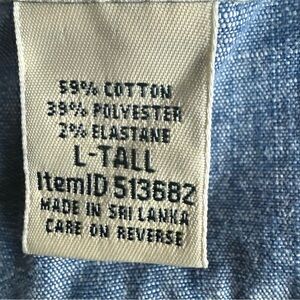 59% COTTON
39% POLYESTER
2% ELASTANE
L-TALL
ItemID 513682
MADE IN SRI LANKA
CARE ON REVERSE